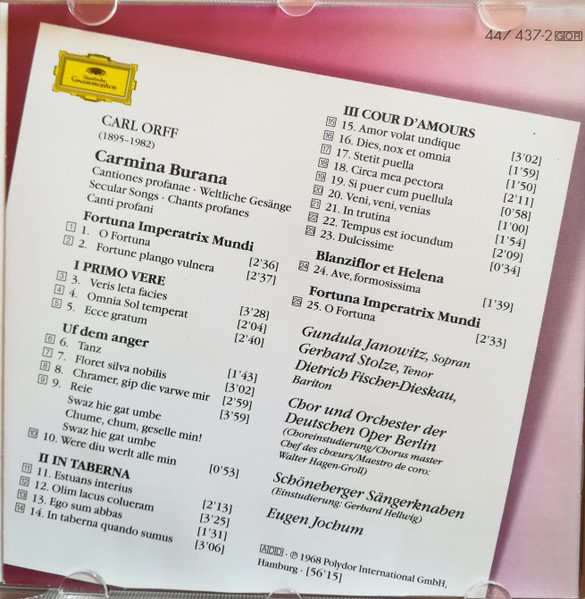 447 437-2 GOR
Deutsche
Grammophon
CARL ORFF
(1895-1982)
Carmina Burana
Cantiones profanae · Weltliche Gesänge
Secular Songs · Chants profanes
Canti profani
Fortuna Imperatrix Mundi
1 1. O Fortuna [2'36]
2 2. Fortune plango vulnera [2'37]
I PRIMO VERE
3 3. Veris leta facies [3'28]
4 4. Omnia Sol temperat [2'04]
5 5. Ecce gratum [2'40]
Uf dem anger
6 6. Tanz [1'43]
7 7. Floret silva nobilis [3'02]
8 8. Chramer, gip die varwe mir [2'59]
9 9. Reie [3'59]
Swaz hie gat umbe
Chume, chum, geselle min!
Swaz hie gat umbe
10 10. Were diu werlt alle min [0'53]
II IN TABERNA
11 11. Estuans interius [2'13]
12 12. Olim lacus colueram [3'25]
13 13. Ego sum abbas [1'31]
14 14. In taberna quando sumus [3'06]
III COUR D'AMOURS
15 15. Amor volat undique [3'02]
16 16. Dies, nox et omnia [1'59]
17 17. Stetit puella [1'50]
18 18. Circa mea pectora [2'11]
19 19. Si puer cum puellula [0'58]
20 20. Veni, veni, venias [1'00]
21 21. In trutina [1'54]
22 22. Tempus est iocundum [2'09]
23 23. Dulcissime [0'34]
Blanziflor et Helena
24 24. Ave, formosissima [1'39]
Fortuna Imperatrix Mundi
25 25. O Fortuna [2'33]
Gundula Janowitz, Sopran
Gerhard Stolze, Tenor
Dietrich Fischer-Dieskau,
Bariton
Chor und Orchester der
Deutschen Oper Berlin
(Choreinstudierung/Chorus master
Chef des chœurs/Maestro de coro:
Walter Hagen-Groll)
Schöneberger Sängerknaben
(Einstudierung: Gerhard Hellwig)
Eugen Jochum
ADD · ℗ 1968 Polydor International GmbH,
Hamburg · [56'15]